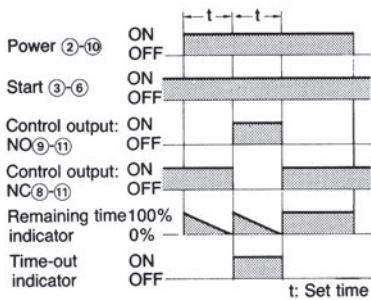 t t
Power ②-⑩ ON
OFF
Start ③-⑥ ON
OFF
Control output: ON
NO⑨-⑪ OFF
Control output: ON
NC⑧-⑪ OFF
Remaining time 100%
indicator 0%
Time-out ON
indicator OFF
t: Set time